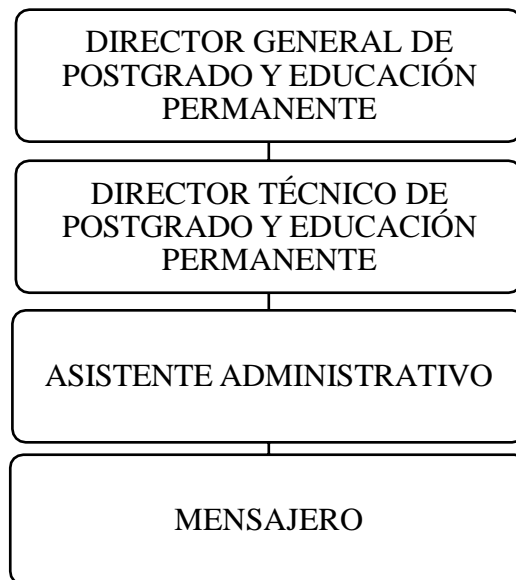 DIRECTOR GENERAL DE
POSTGRADO Y EDUCACIÓN
PERMANENTE
DIRECTOR TÉCNICO DE
POSTGRADO Y EDUCACIÓN
PERMANENTE
ASISTENTE ADMINISTRATIVO
MENSAJERO